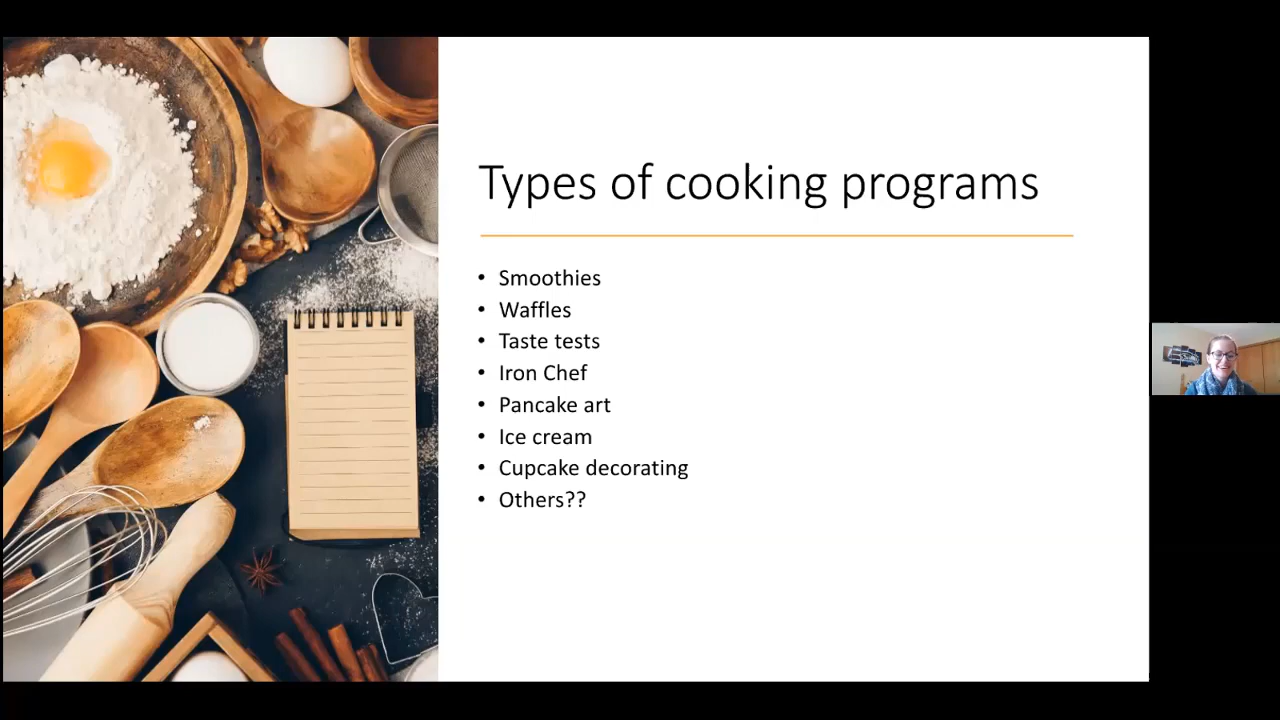 Types of cooking programs
• Smoothies
• Waffles
• Taste tests
• Iron Chef
• Pancake art
• Ice cream
• Cupcake decorating
• Others??